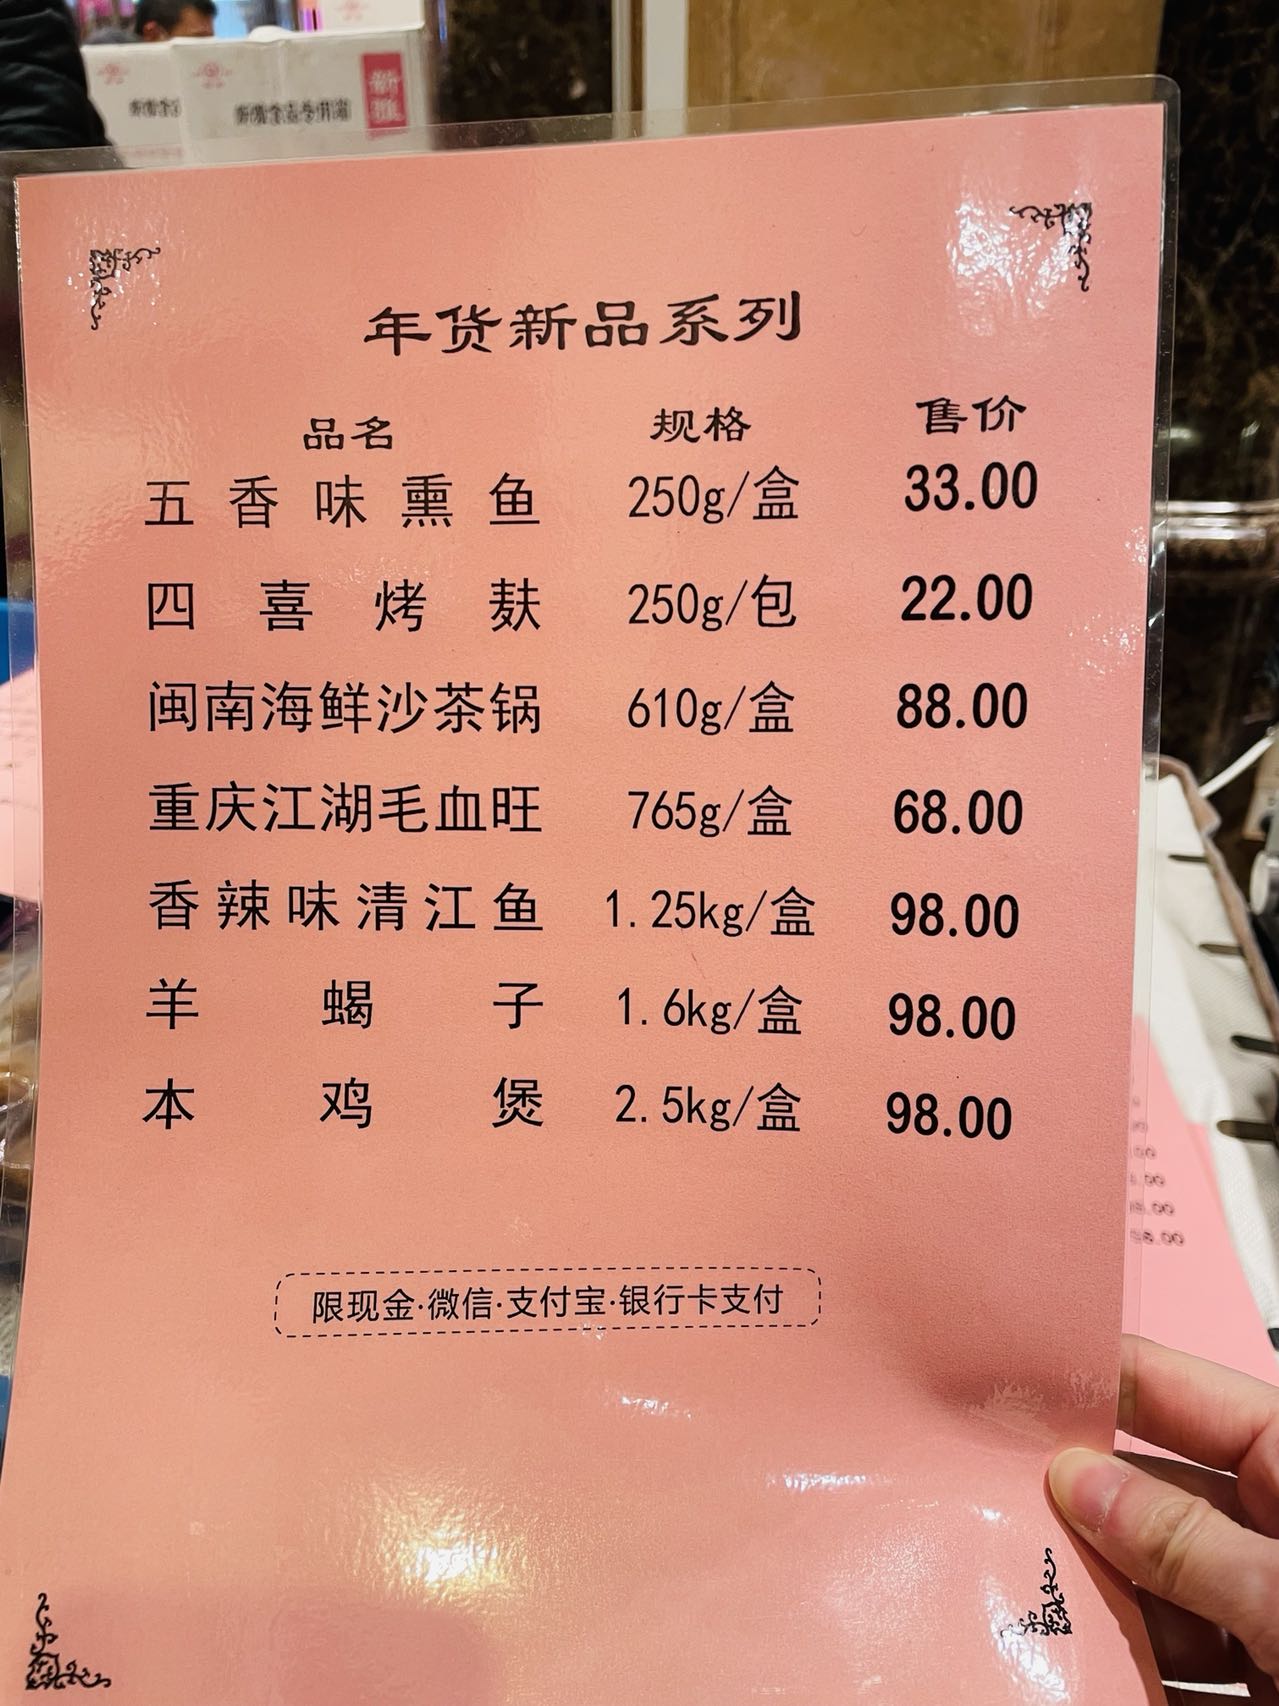 新雅
年货新品系列
品名 规格 售价
五香味熏鱼 250g/盒 33.00
四喜烤麸 250g/包 22.00
闽南海鲜沙茶锅 610g/盒 88.00
重庆江湖毛血旺 765g/盒 68.00
香辣味清江鱼 1.25kg/盒 98.00
羊蝎子 1.6kg/盒 98.00
本鸡煲 2.5kg/盒 98.00
限现金·微信·支付宝·银行卡支付